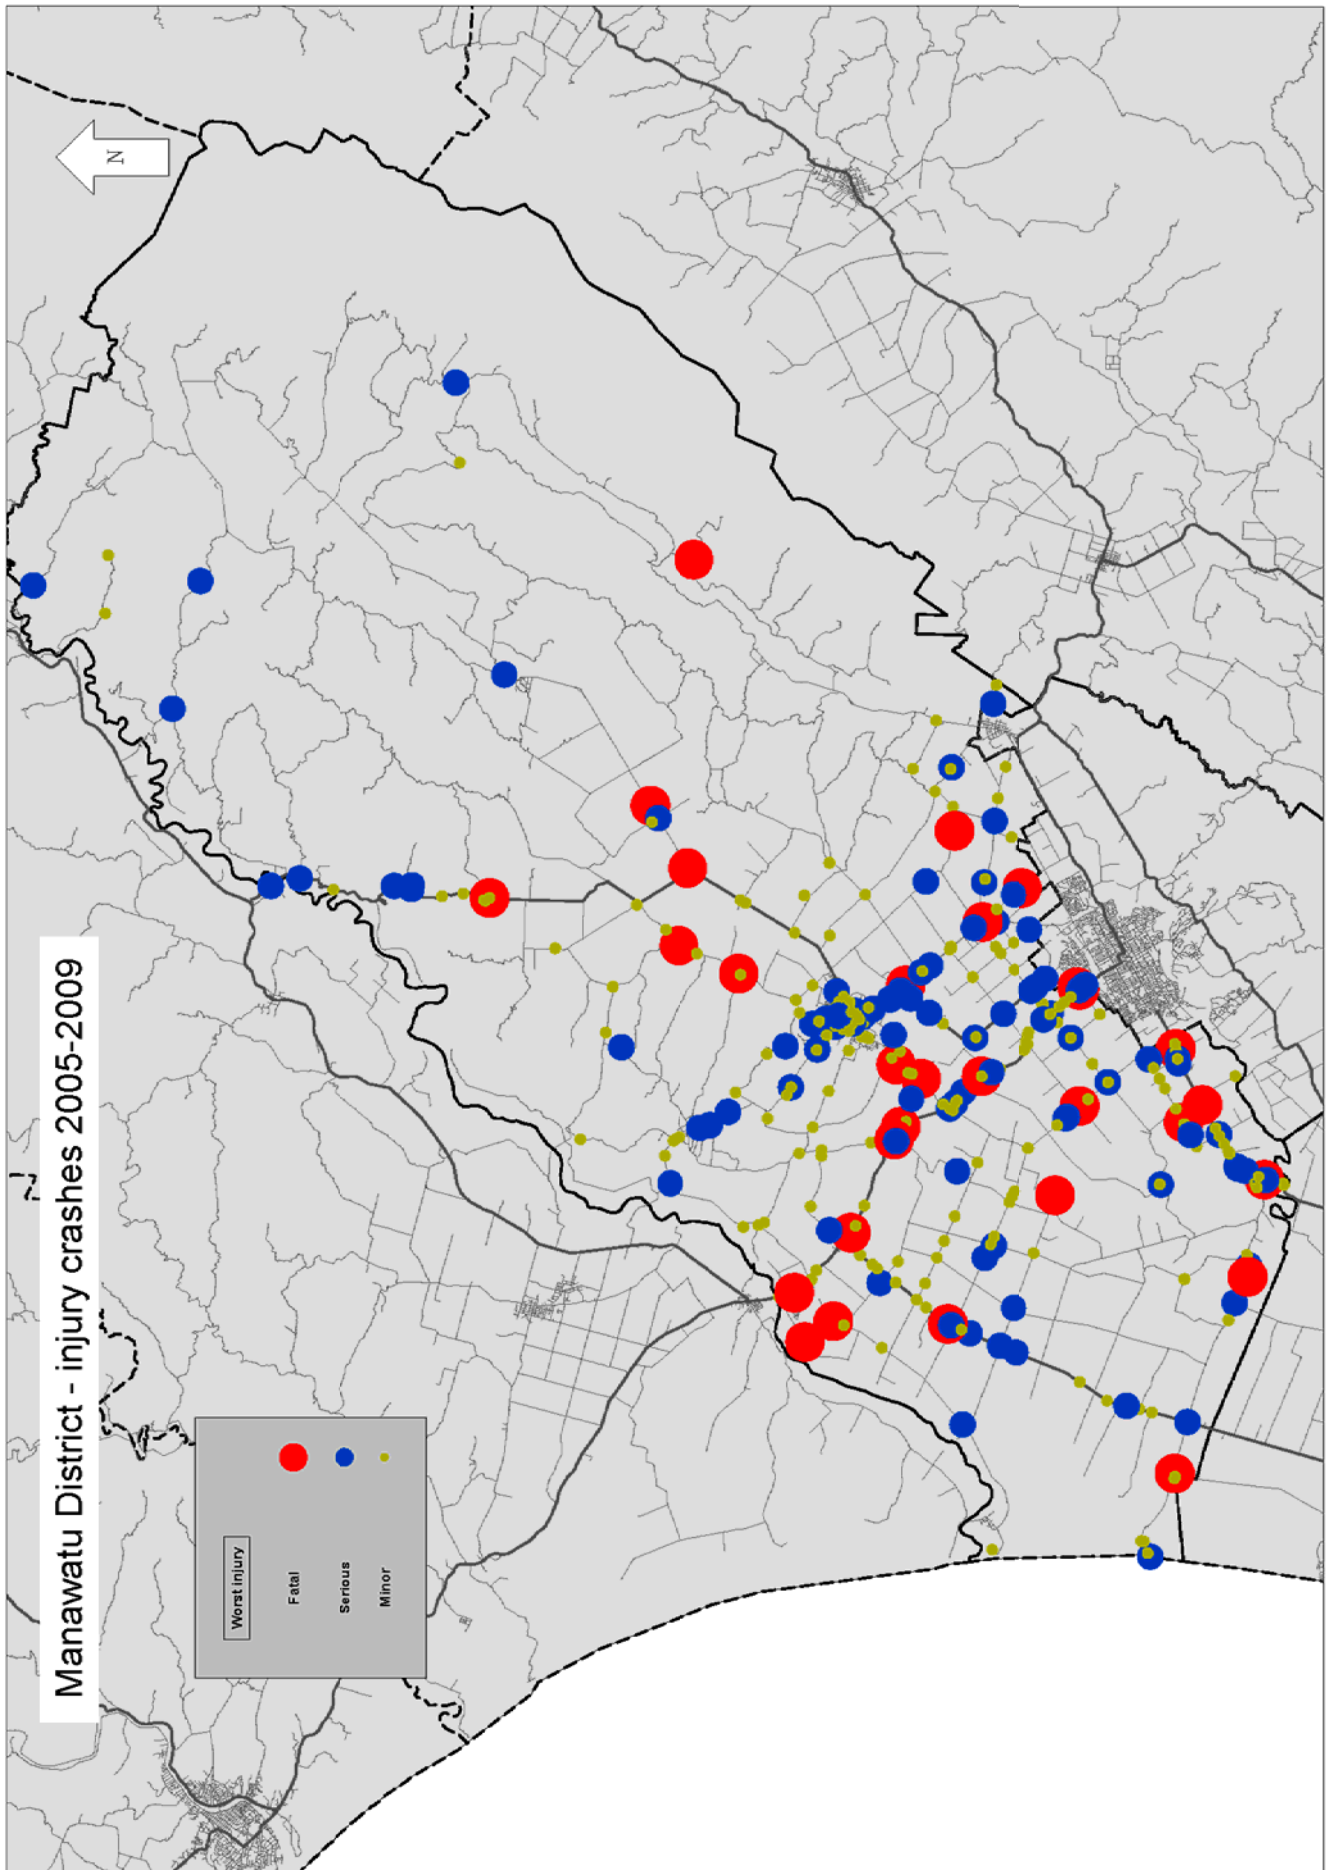 Manawatu District - injury crashes 2005-2009
N
Worst injury
Fatal
Serious
Minor